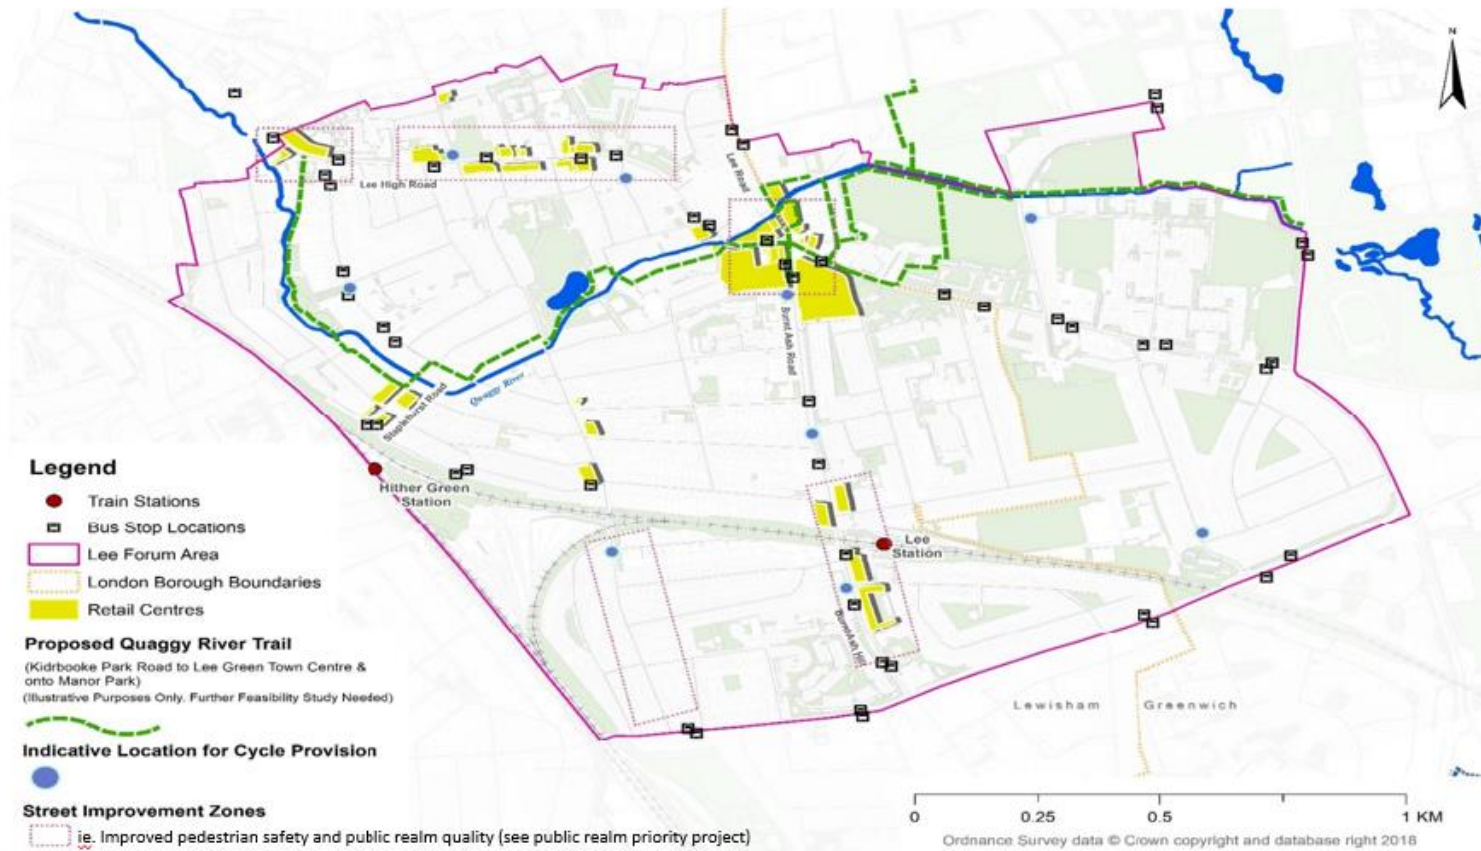 N
Lee High Road
Lee Road
Burnt Ash Road
Quaggy River
Staplehurst Road
Hither Green
Station
Lee
Station
Burnt Ash Hill
Lewisham
Greenwich
Legend
Train Stations
Bus Stop Locations
Lee Forum Area
London Borough Boundaries
Retail Centres
Proposed Quaggy River Trail
(Kidrbooke Park Road to Lee Green Town Centre &
onto Manor Park)
(Illustrative Purposes Only. Further Feasibility Study Needed)
Indicative Location for Cycle Provision
Street Improvement Zones
ie. Improved pedestrian safety and public realm quality (see public realm priority project)
0 0.25 0.5 1 KM
Ordnance Survey data © Crown copyright and database right 2018